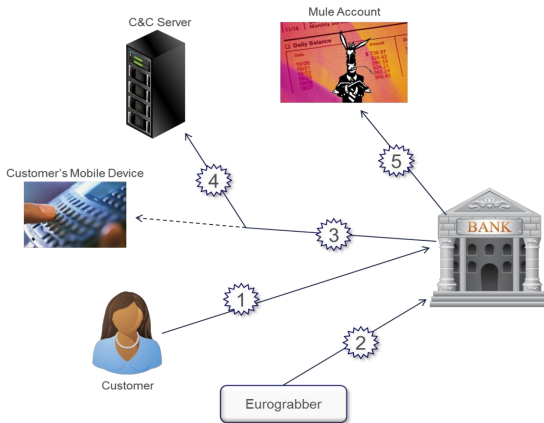 C&C Server
Mule Account
Daily Balance
Customer's Mobile Device
4
5
3
BANK
1
2
Customer
Eurograbber